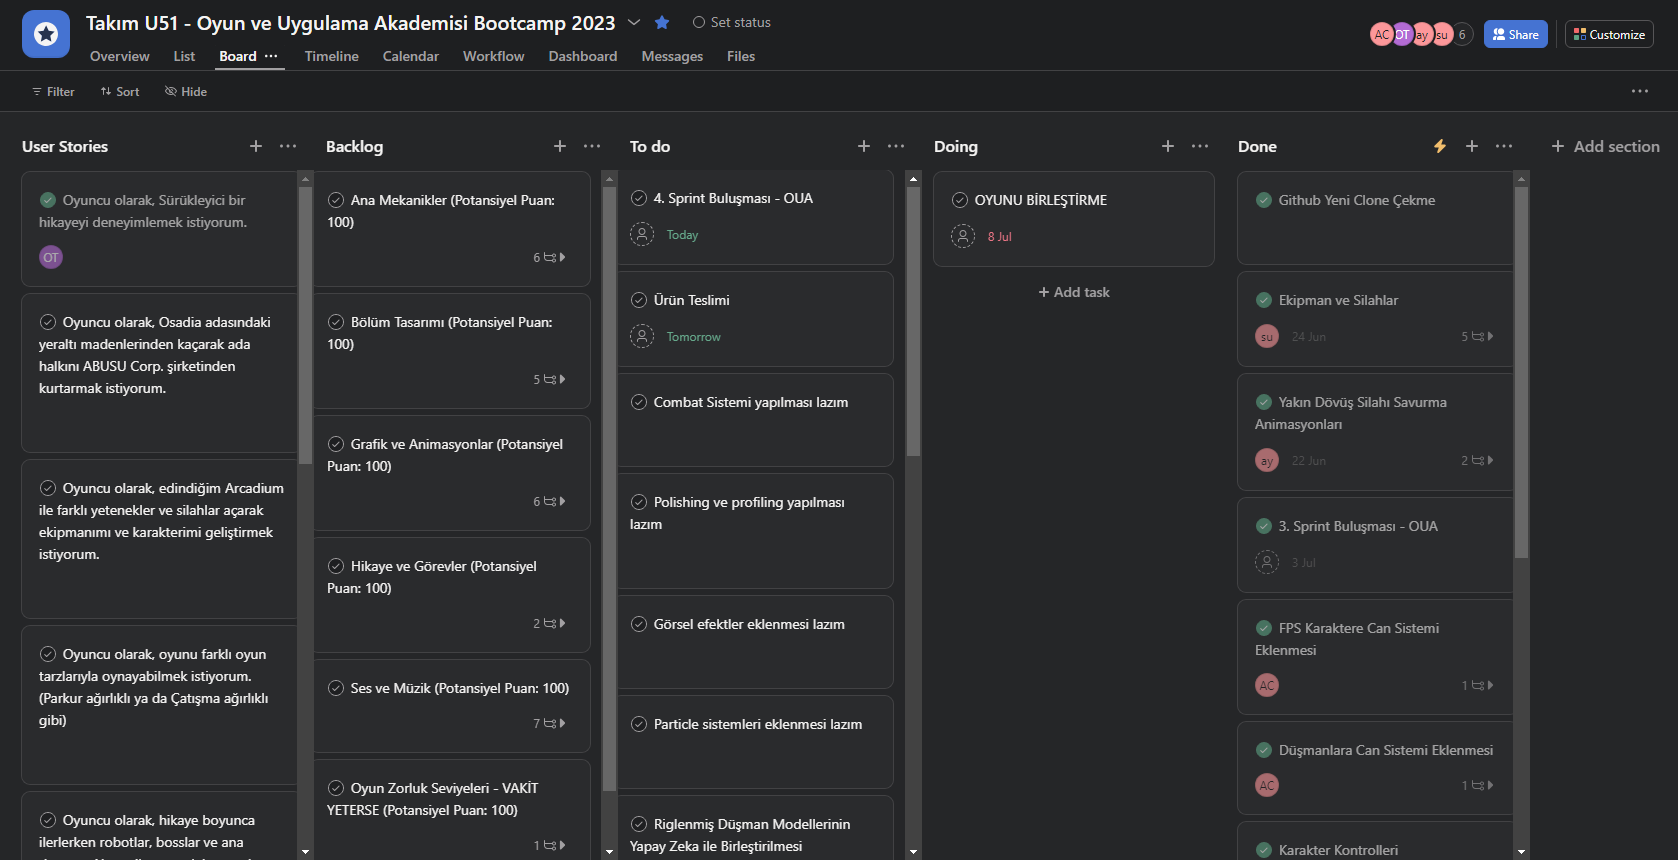 Takım U51 - Oyun ve Uygulama Akademisi Bootcamp 2023
Set status
AC OT ay su 6
Share
Customize
Overview List Board Timeline Calendar Workflow Dashboard Messages Files
Filter Sort Hide
User Stories
Oyuncu olarak, Sürükleyici bir
hikayeyi deneyimlemek istiyorum.
OT
Oyuncu olarak, Osadia adasındaki
yeraltı madenlerinden kaçarak ada
halkını ABUSU Corp. şirketinden
kurtarmak istiyorum.
Oyuncu olarak, edindiğim Arcadium
ile farklı yetenekler ve silahlar açarak
ekipmanımı ve karakterimi geliştirmek
istiyorum.
Oyuncu olarak, oyunu farklı oyun
tarzlarıyla oynayabilmek istiyorum.
(Parkur ağırlıklı ya da Çatışma ağırlıklı
gibi)
Oyuncu olarak, hikaye boyunca
ilerlerken robotlar, bosslar ve ana
Backlog
Ana Mekanikler (Potansiyel Puan:
100)
6
Bölüm Tasarımı (Potansiyel Puan:
100)
5
Grafik ve Animasyonlar (Potansiyel
Puan: 100)
6
Hikaye ve Görevler (Potansiyel
Puan: 100)
2
Ses ve Müzik (Potansiyel Puan: 100)
7
Oyun Zorluk Seviyeleri - VAKİT
YETERSE (Potansiyel Puan: 100)
1
To do
4. Sprint Buluşması - OUA
Today
Ürün Teslimi
Tomorrow
Combat Sistemi yapılması lazım
Polishing ve profiling yapılması
lazım
Görsel efektler eklenmesi lazım
Particle sistemleri eklenmesi lazım
Riglenmiş Düşman Modellerinin
Yapay Zeka ile Birleştirilmesi
Doing
OYUNU BİRLEŞTİRME
8 Jul
+ Add task
Done
Github Yeni Clone Çekme
Ekipman ve Silahlar
su 24 Jun 5
Yakın Dövüş Silahı Savurma
Animasyonları
ay 22 Jun 2
3. Sprint Buluşması - OUA
3 Jul
FPS Karaktere Can Sistemi
Eklenmesi
AC 1
Düşmanlara Can Sistemi Eklenmesi
AC 1
Karakter Kontrolleri
+ Add section